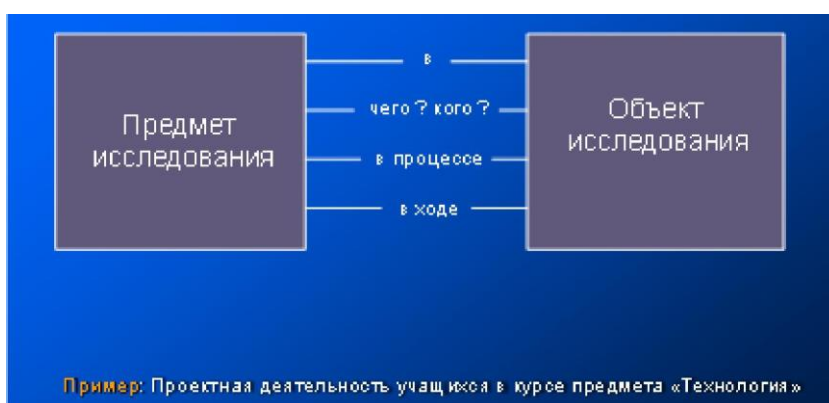 Предмет
исследования
в
чего? кого?
в процессе
в ходе
Объект
исследования
Пример: Проектная деятельность учащихся в курсе предмета «Технология»